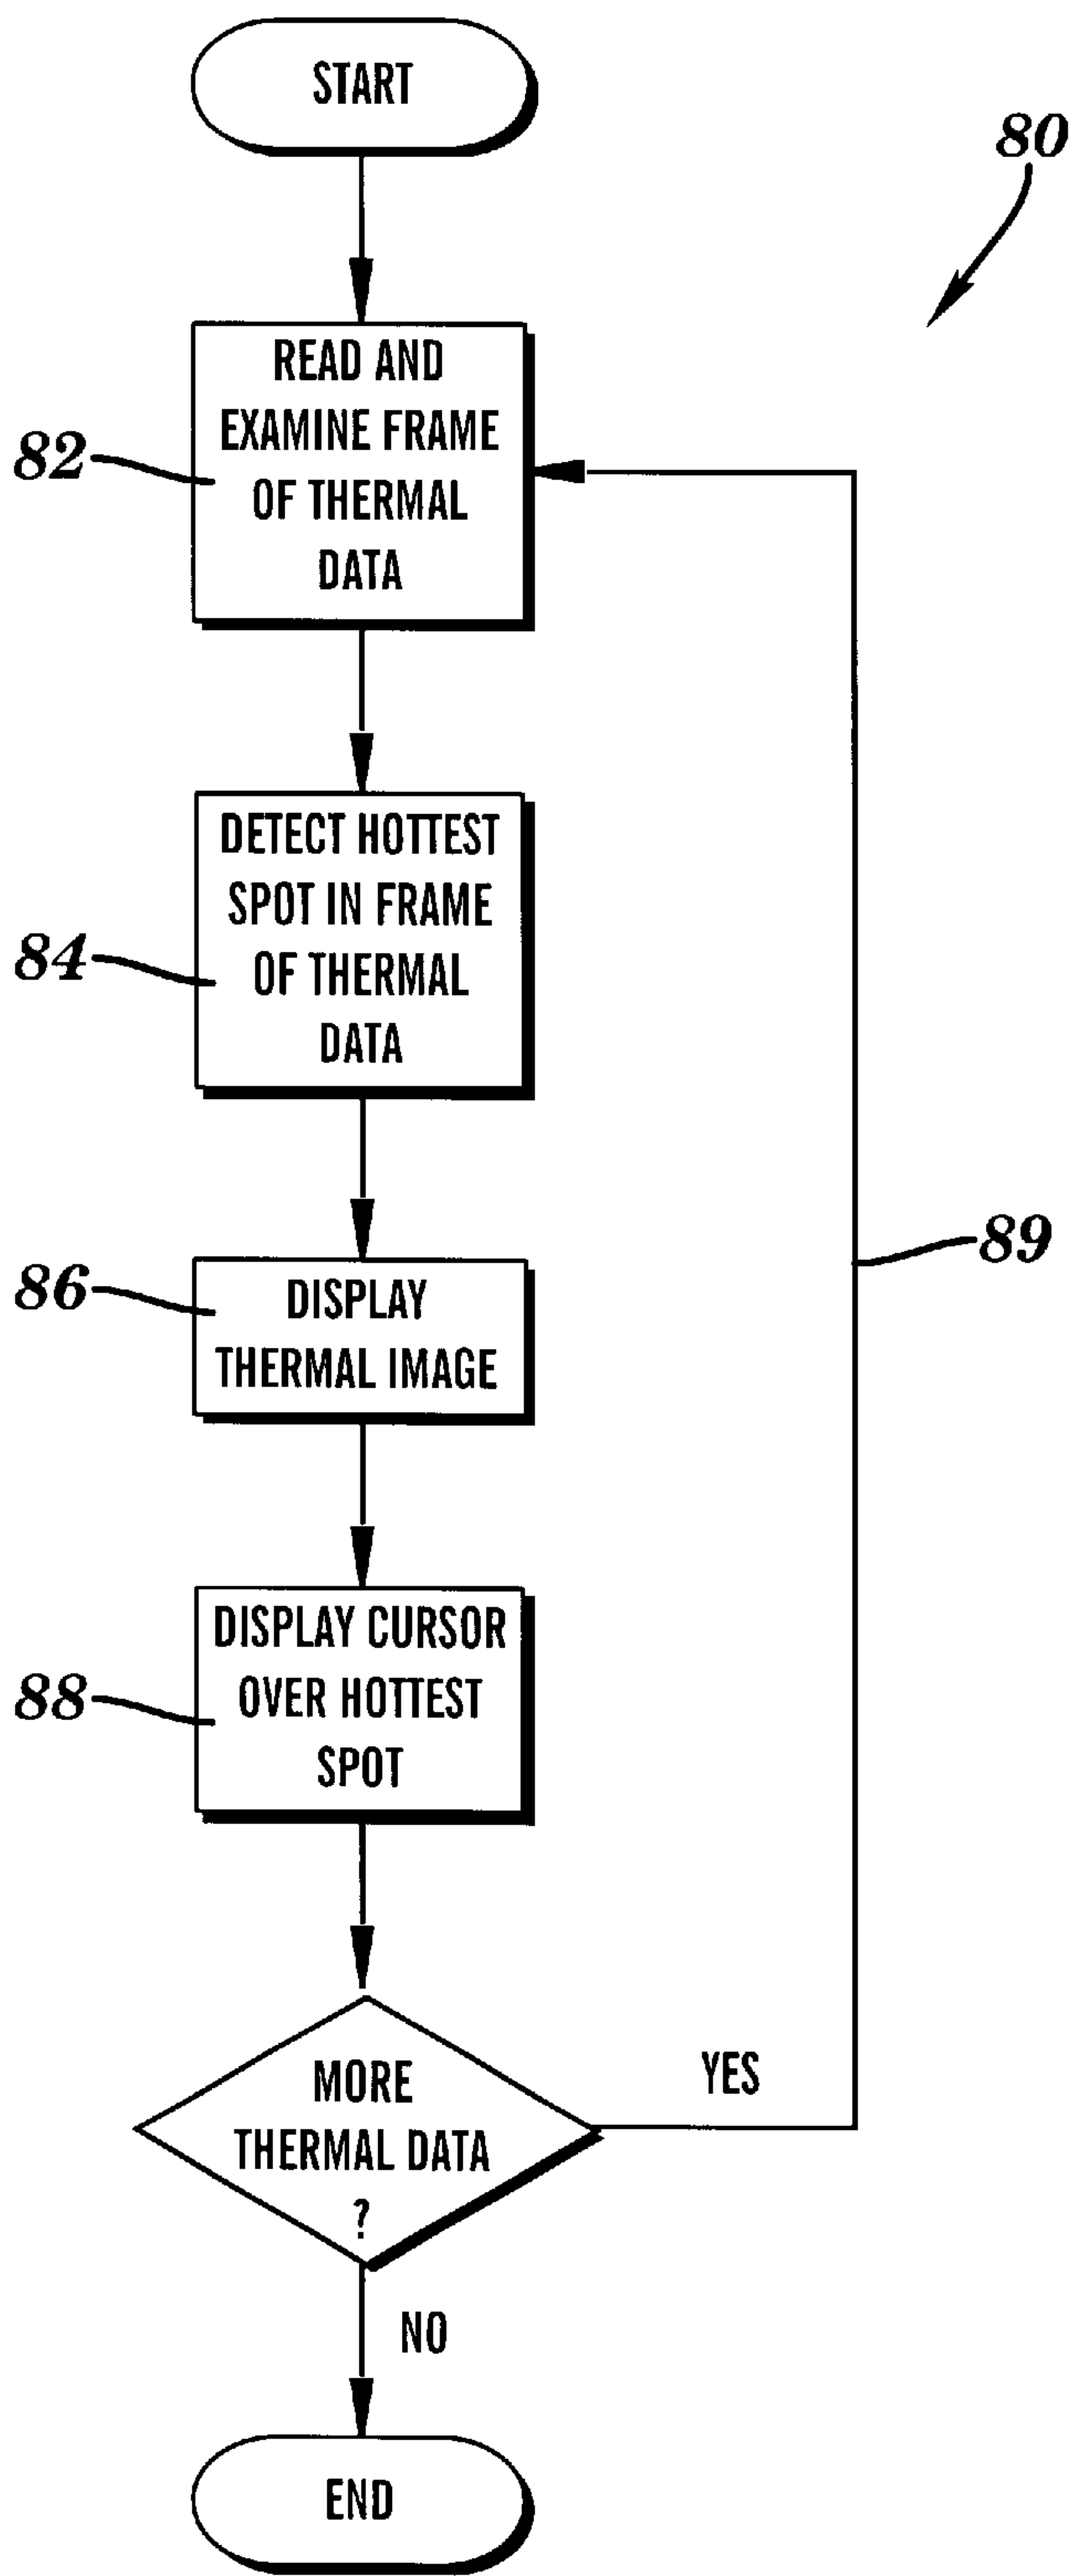 START
80
READ AND
EXAMINE FRAME
OF THERMAL
DATA
82
DETECT HOTTEST
SPOT IN FRAME
OF THERMAL
DATA
84
89
86
DISPLAY
THERMAL IMAGE
DISPLAY CURSOR
OVER HOTTEST
SPOT
88
MORE
THERMAL DATA
?
YES
NO
END